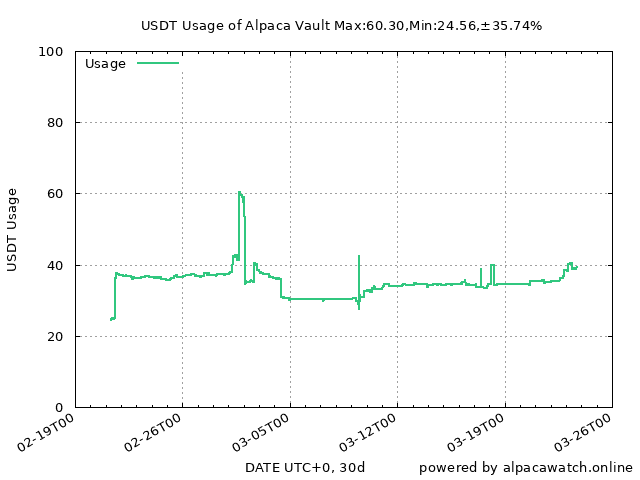 USDT Usage of Alpaca Vault Max:60.30,Min:24.56,±35.74%
Usage
100
80
60
40
20
0
USDT Usage
02-19T00
02-26T00
03-05T00
03-12T00
03-19T00
03-26T00
DATE UTC+0, 30d
powered by alpacawatch.online